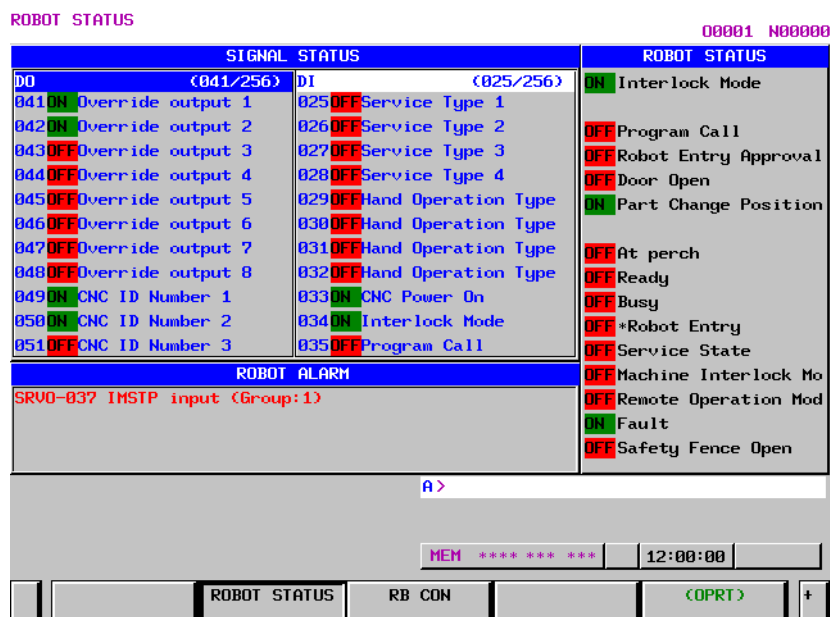 ROBOT STATUS
O0001 N00000
SIGNAL STATUS
DO (041/256) DI (025/256)
041 ON Override output 1 025 OFF Service Type 1
042 ON Override output 2 026 OFF Service Type 2
043 OFF Override output 3 027 OFF Service Type 3
044 OFF Override output 4 028 OFF Service Type 4
045 OFF Override output 5 029 OFF Hand Operation Type
046 OFF Override output 6 030 OFF Hand Operation Type
047 OFF Override output 7 031 OFF Hand Operation Type
048 OFF Override output 8 032 OFF Hand Operation Type
049 ON CNC ID Number 1 033 ON CNC Power On
050 ON CNC ID Number 2 034 ON Interlock Mode
051 OFF CNC ID Number 3 035 OFF Program Call
ROBOT ALARM
SRVO-037 IMSTP input (Group:1)
ROBOT STATUS
ON Interlock Mode
OFF Program Call
OFF Robot Entry Approval
OFF Door Open
ON Part Change Position
OFF At perch
OFF Ready
OFF Busy
OFF *Robot Entry
OFF Service State
OFF Machine Interlock Mo
OFF Remote Operation Mod
ON Fault
OFF Safety Fence Open
A>
MEM **** *** *** 12:00:00
ROBOT STATUS RB CON (OPRT) +